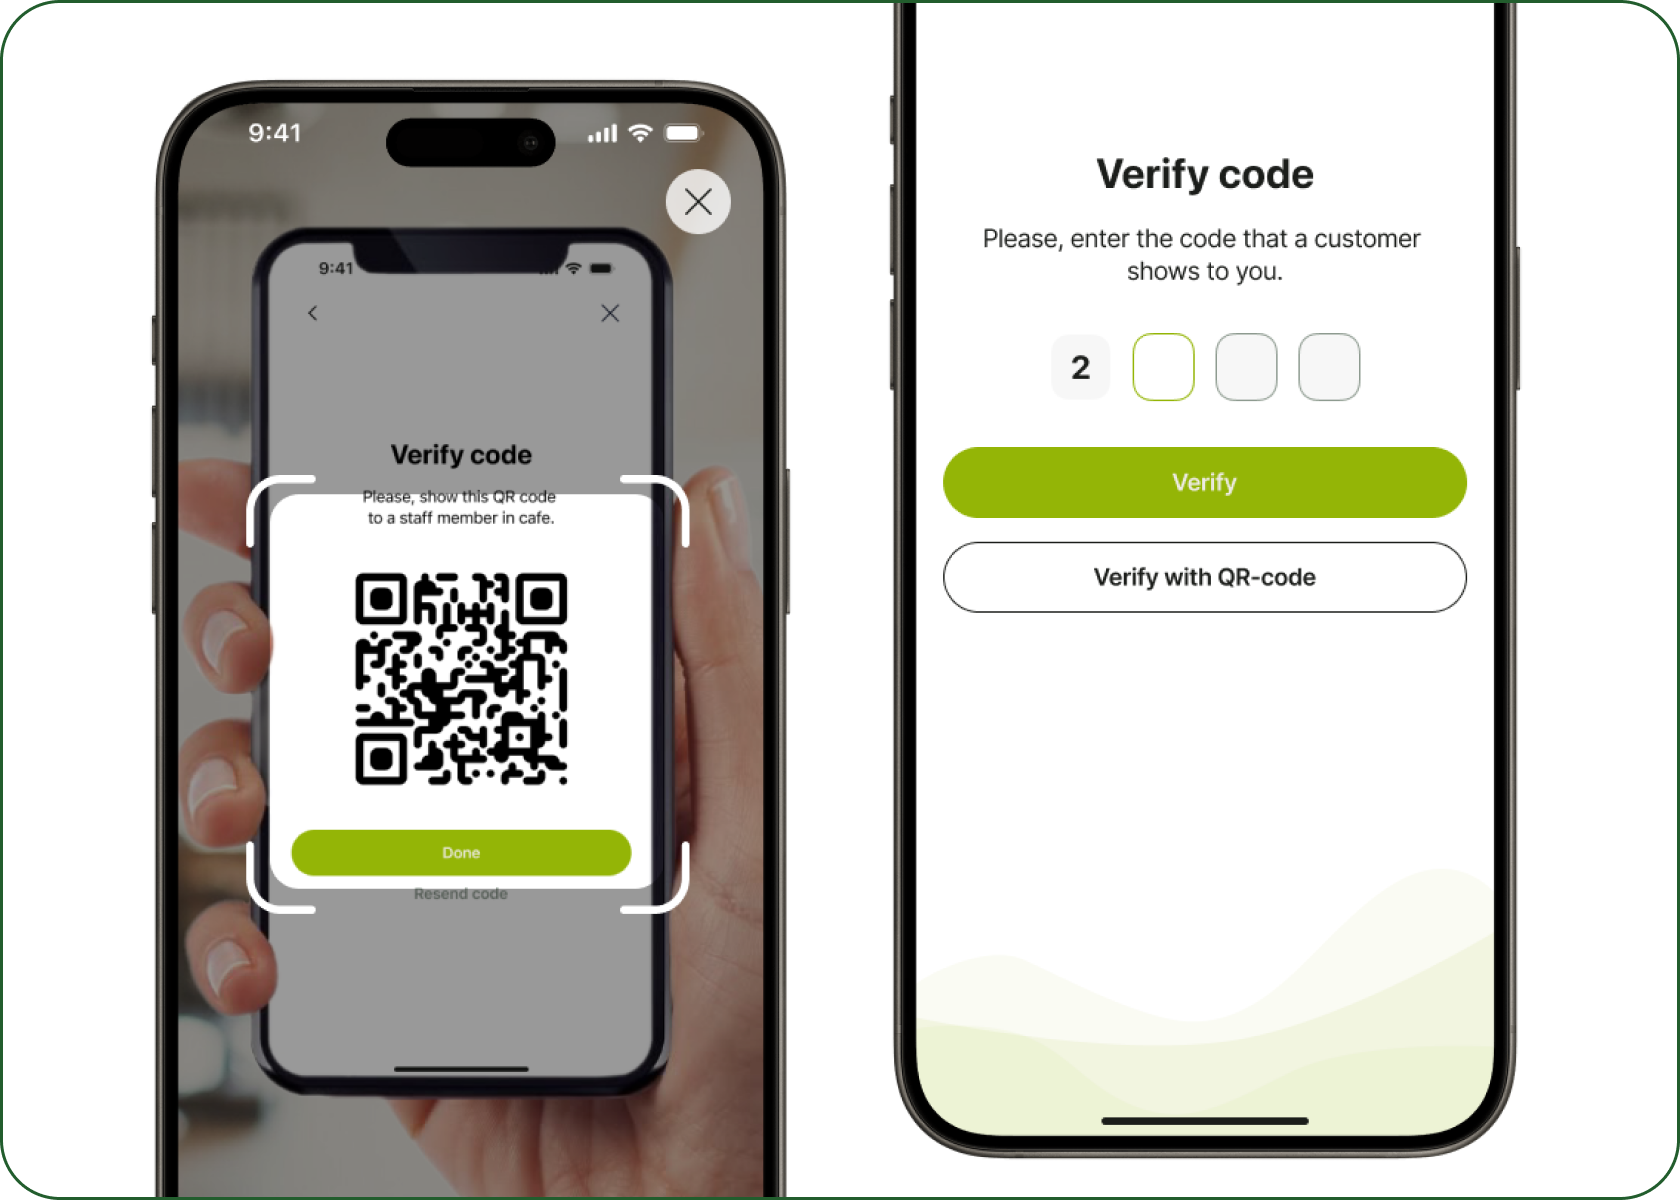 9:41
9:41
Verify code
Please, show this QR code
to a staff member in cafe.
Done
Resend code
Verify code
Please, enter the code that a customer
shows to you.
2
Verify
Verify with QR-code